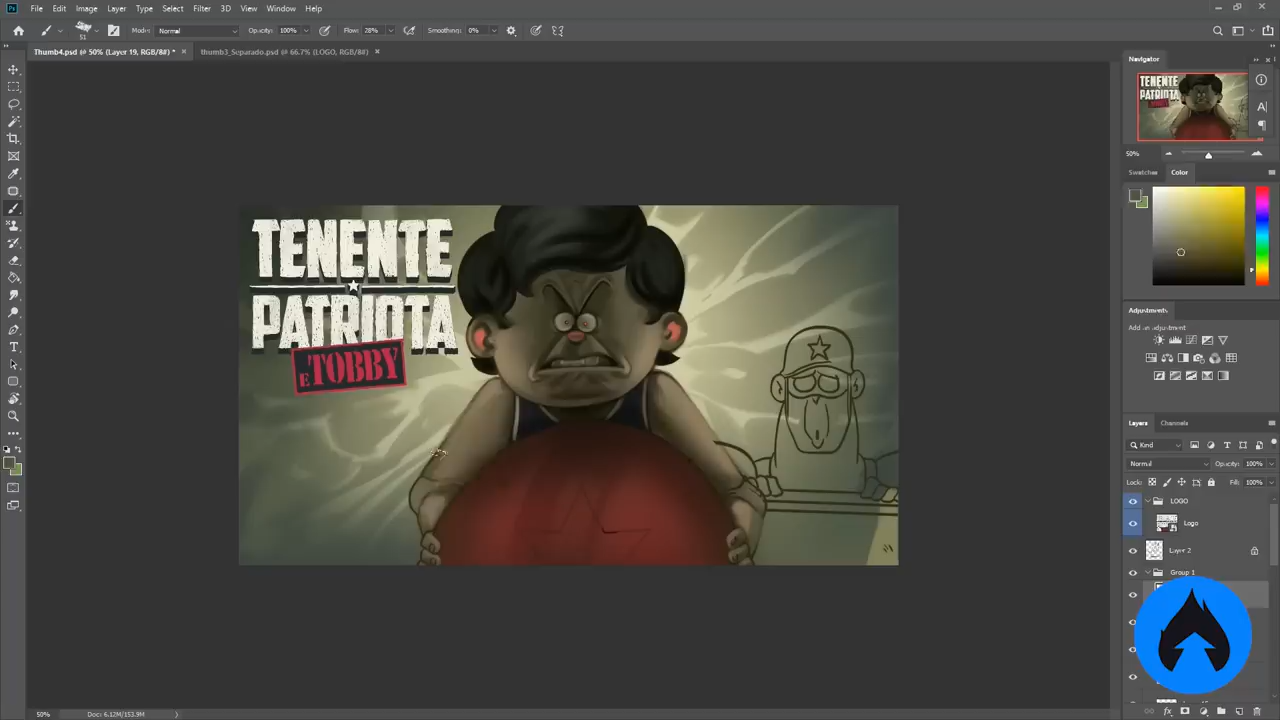 File Edit Image Layer Type Select Filter 3D View Window Help
51 Mode: Normal Opacity: 100% Flow: 28% Smoothing: 0%
Thumb4.psd @ 50% (Layer 19, RGB/8#) * × thumb3_Separado.psd @ 66.7% (LOGO, RGB/8#) ×
Navigator
50%
Swatches Color
TENENTE
PATRIOTA
E TOBBY
Adjustments
Add an adjustment
Layers Channels
Kind
Normal Opacity: 100%
Lock: Fill: 100%
LOGO
Logo
Layer 2
Group 1
50% Doc: 6.12M/153.9M